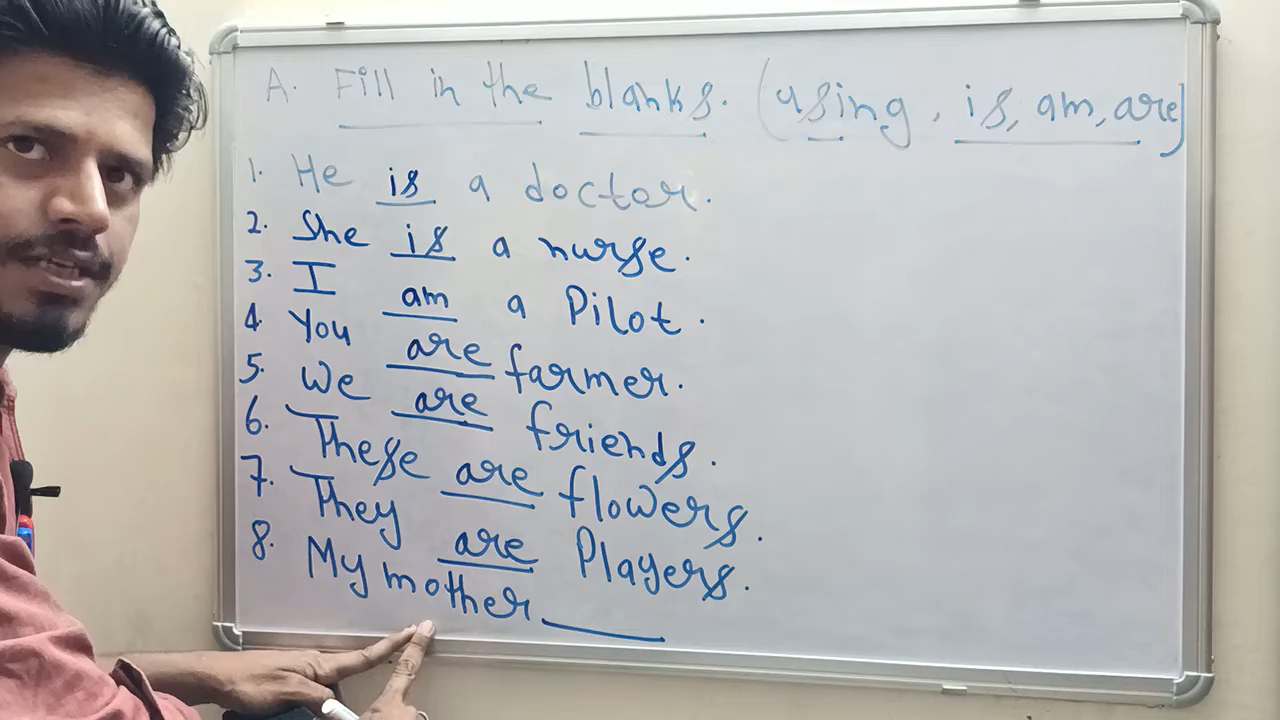 A. Fill in the blanks. (using, is, am, are)
1. He is a doctor.
2. She is a nurse.
3. I am a Pilot.
4. You are farmer.
5. We are friends.
6. These are flowers.
7. They are Players.
8. My mother ____